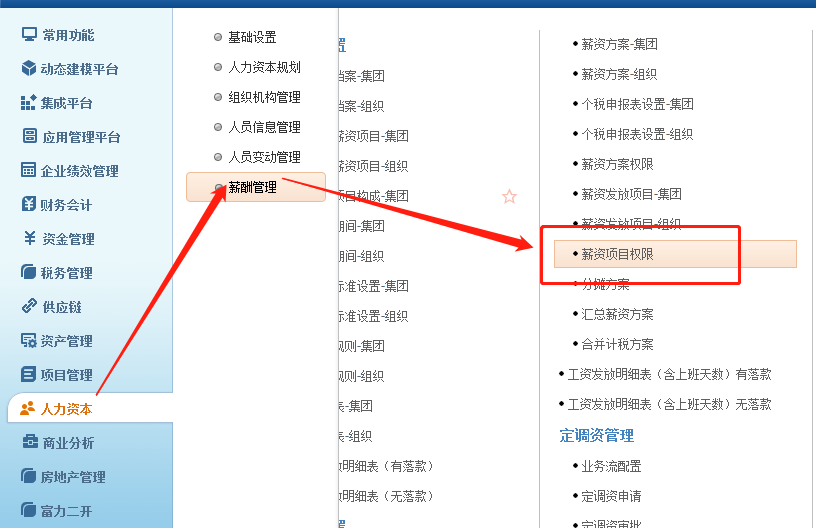 常用功能
动态建模平台
集成平台
应用管理平台
企业绩效管理
财务会计
资金管理
税务管理
供应链
资产管理
项目管理
人力资本
商业分析
房地产管理
富力二开
基础设置
人力资本规划
组织机构管理
人员信息管理
人员变动管理
薪酬管理
置
档案-集团
档案-组织
薪资项目-集团
薪资项目-组织
项目构成-集团
期间-集团
期间-组织
标准设置-集团
标准设置-组织
规则-集团
规则-组织
表-集团
表-组织
放明细表（有落款）
放明细表（无落款）
置
薪资方案-集团
薪资方案-组织
个税申报表设置-集团
个税申报表设置-组织
薪资方案权限
薪资发放项目-集团
薪资发放项目-组织
薪资项目权限
分摊方案
汇总薪资方案
合并计税方案
工资发放明细表（含上班天数）有落款
工资发放明细表（含上班天数）无落款
定调资管理
业务流配置
定调资申请
定调资审批